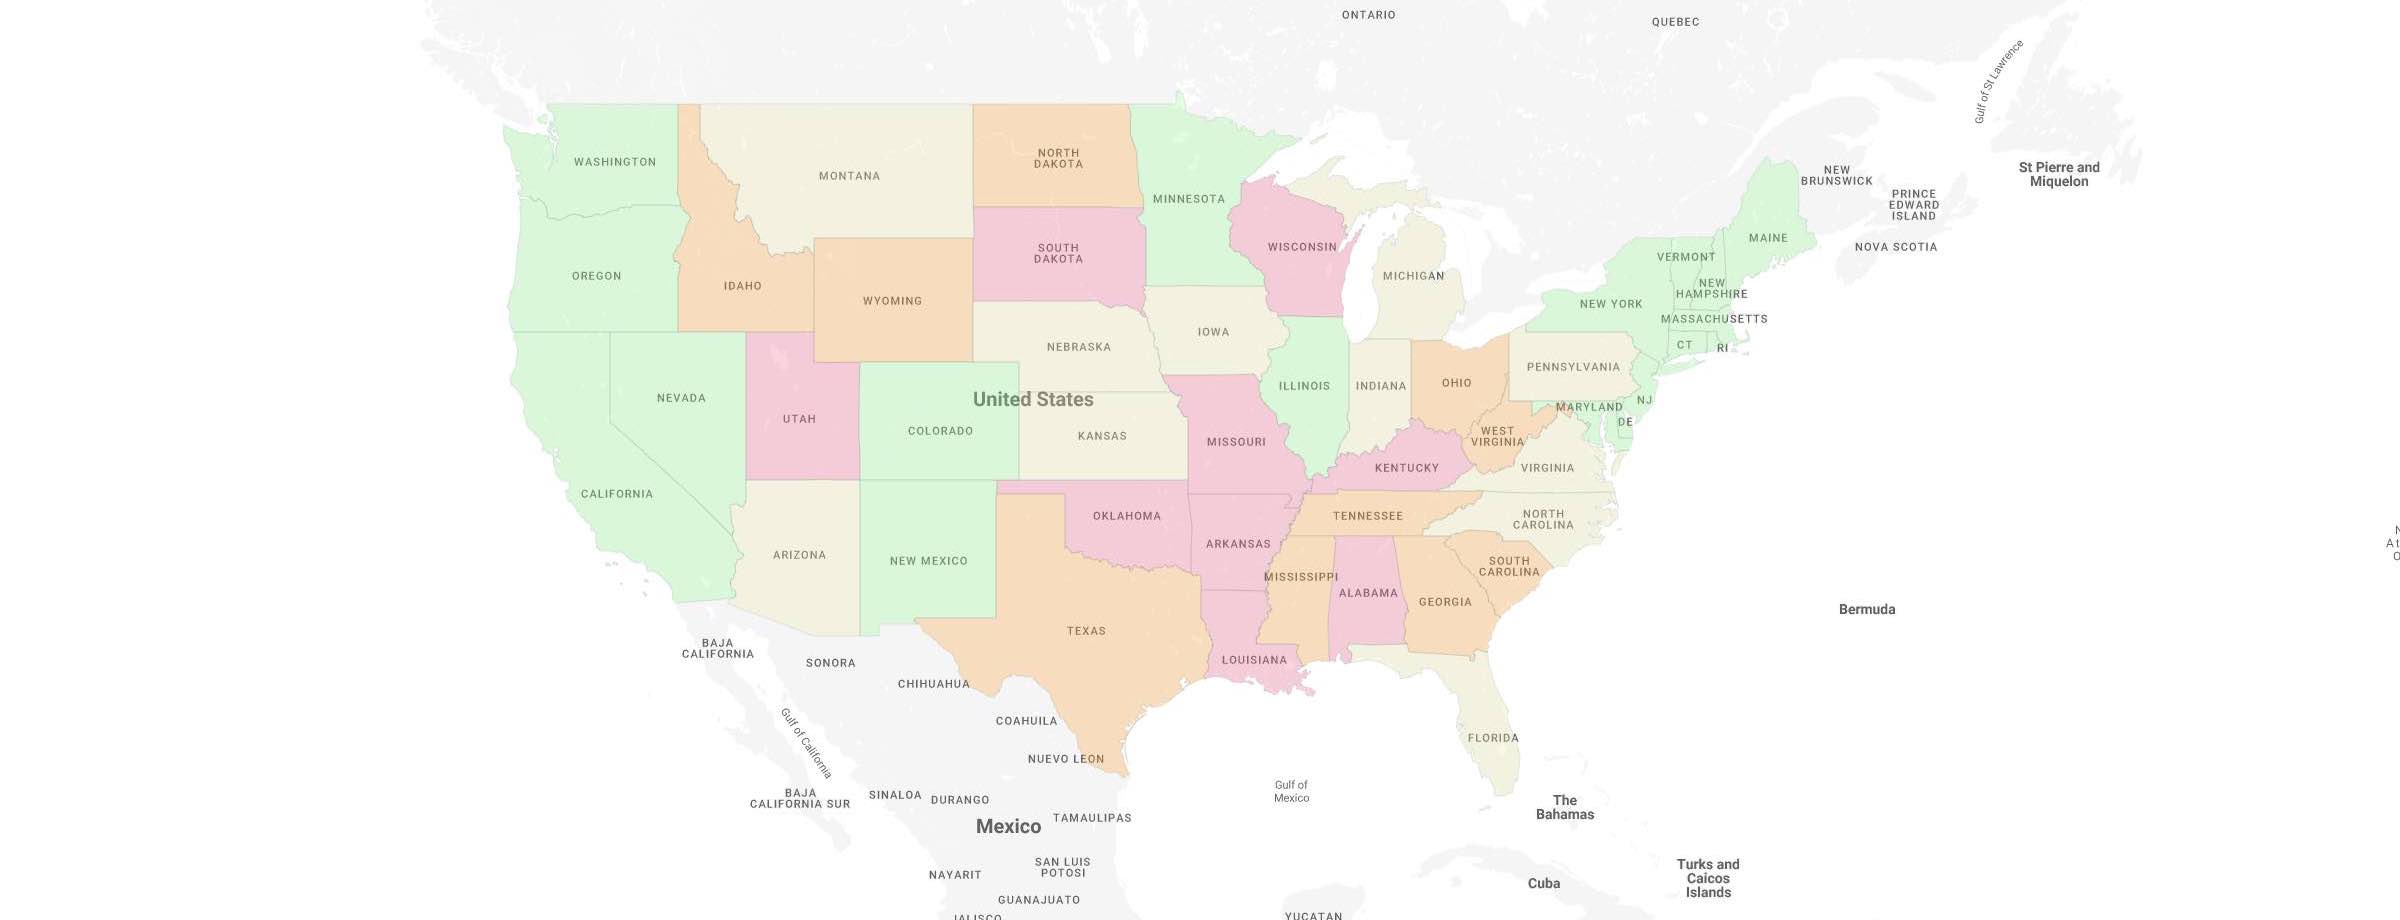 ONTARIO
QUEBEC
Gulf of St Lawrence
WASHINGTON
MONTANA
NORTH
DAKOTA
MINNESOTA
NEW
BRUNSWICK
St Pierre and
Miquelon
PRINCE
EDWARD
ISLAND
NOVA SCOTIA
MAINE
VERMONT
NEW
HAMPSHIRE
MASSACHUSETTS
NEW YORK
CT
RI
OREGON
IDAHO
WYOMING
SOUTH
DAKOTA
WISCONSIN
MICHIGAN
IOWA
NEBRASKA
PENNSYLVANIA
NJ
MARYLAND
DE
OHIO
INDIANA
ILLINOIS
United States
NEVADA
UTAH
COLORADO
KANSAS
MISSOURI
KENTUCKY
WEST
VIRGINIA
VIRGINIA
CALIFORNIA
ARIZONA
NEW MEXICO
OKLAHOMA
ARKANSAS
TENNESSEE
NORTH
CAROLINA
SOUTH
CAROLINA
MISSISSIPPI
ALABAMA
GEORGIA
TEXAS
LOUISIANA
FLORIDA
Bermuda
N
At
O
BAJA
CALIFORNIA
SONORA
CHIHUAHUA
COAHUILA
NUEVO LEON
Gulf of California
BAJA
CALIFORNIA SUR
SINALOA
DURANGO
Mexico
TAMAULIPAS
Gulf of
Mexico
The
Bahamas
SAN LUIS
POTOSI
NAYARIT
GUANAJUATO
JALISCO
Cuba
Turks and
Caicos
Islands
YUCATAN